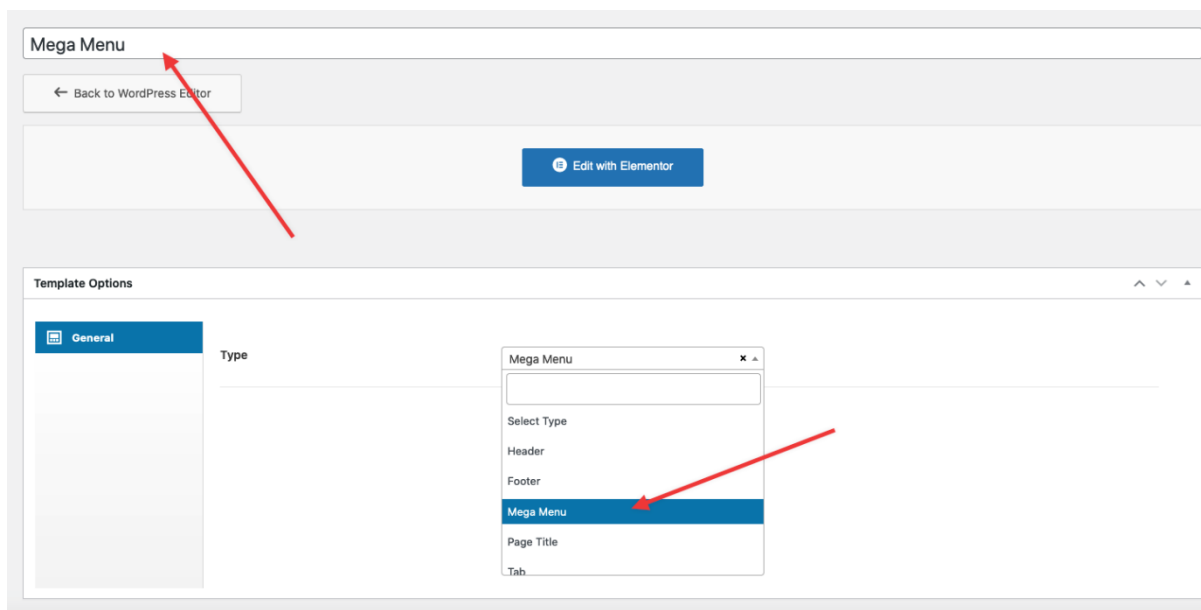 Mega Menu
← Back to WordPress Editor
Edit with Elementor
Template Options
General
Type
Mega Menu
Select Type
Header
Footer
Mega Menu
Page Title
Tab